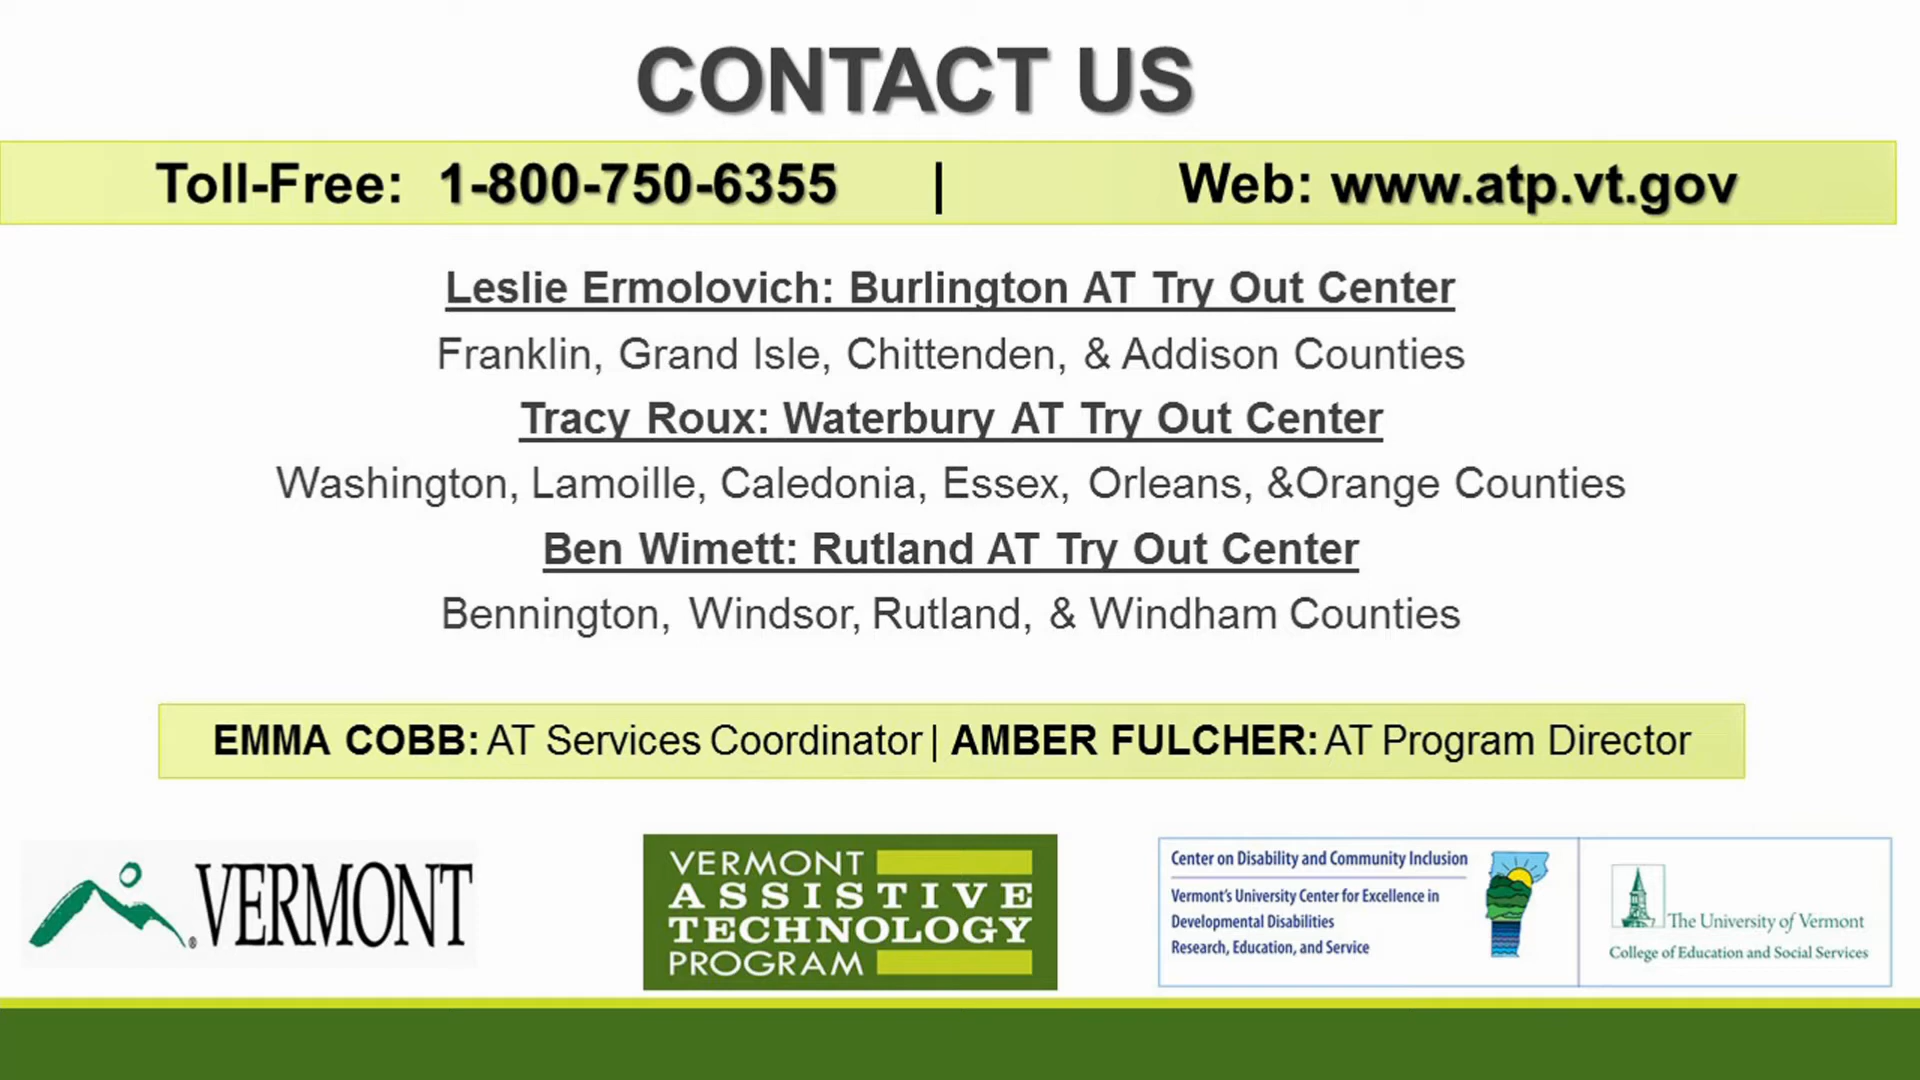 CONTACT US
Toll-Free: 1-800-750-6355 | Web: www.atp.vt.gov
Leslie Ermolovich: Burlington AT Try Out Center
Franklin, Grand Isle, Chittenden, & Addison Counties
Tracy Roux: Waterbury AT Try Out Center
Washington, Lamoille, Caledonia, Essex, Orleans, &Orange Counties
Ben Wimett: Rutland AT Try Out Center
Bennington, Windsor, Rutland, & Windham Counties
EMMA COBB: AT Services Coordinator | AMBER FULCHER: AT Program Director
® VERMONT
VERMONT
ASSISTIVE
TECHNOLOGY
PROGRAM
Center on Disability and Community Inclusion
Vermont's University Center for Excellence in
Developmental Disabilities
Research, Education, and Service
The University of Vermont
College of Education and Social Services